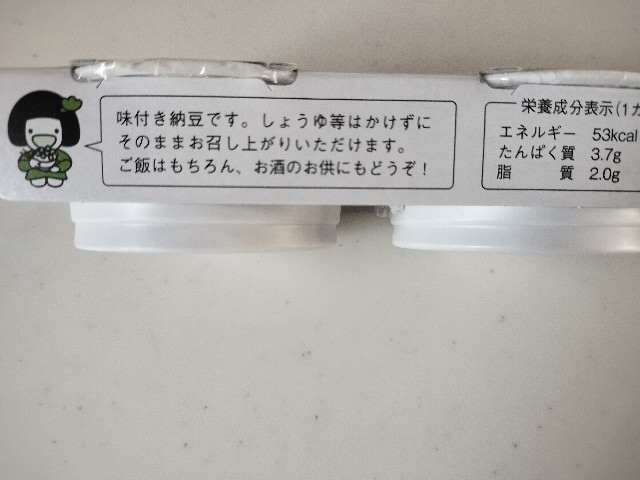 味付き納豆です。しょうゆ等はかけずに
そのままお召し上がりいただけます。
ご飯はもちろん、お酒のお供にもどうぞ！
栄養成分表示(1カ
エネルギー 53kcal
たんぱく質 3.7g
脂 質 2.0g